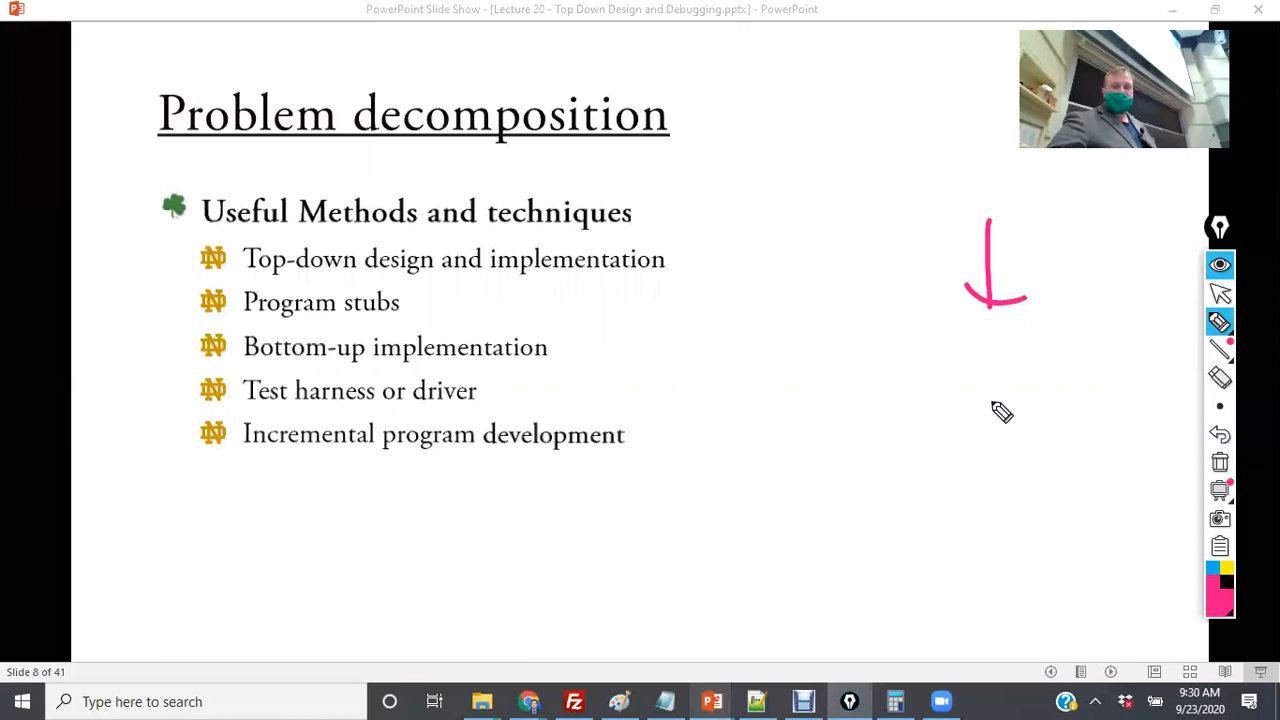 PowerPoint Slide Show - [Lecture 20 - Top Down Design and Debugging.pptx] - PowerPoint
Problem decomposition
Useful Methods and techniques
Top-down design and implementation
Program stubs
Bottom-up implementation
Test harness or driver
Incremental program development
Slide 8 of 41
Type here to search
9:30 AM
9/23/2020